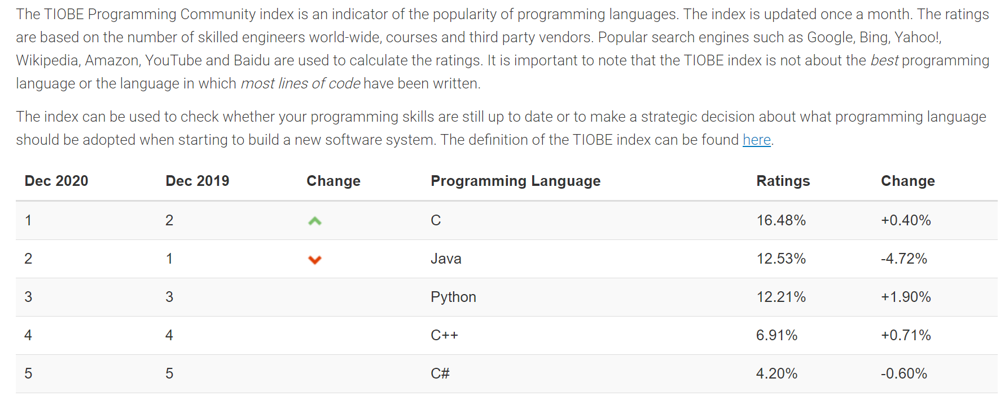 The TIOBE Programming Community index is an indicator of the popularity of programming languages. The index is updated once a month. The ratings
are based on the number of skilled engineers world-wide, courses and third party vendors. Popular search engines such as Google, Bing, Yahoo!,
Wikipedia, Amazon, YouTube and Baidu are used to calculate the ratings. It is important to note that the TIOBE index is not about the best programming
language or the language in which most lines of code have been written.
The index can be used to check whether your programming skills are still up to date or to make a strategic decision about what programming language
should be adopted when starting to build a new software system. The definition of the TIOBE index can be found here.
Dec 2020 Dec 2019 Change Programming Language Ratings Change
1 2 C 16.48% +0.40%
2 1 Java 12.53% -4.72%
3 3 Python 12.21% +1.90%
4 4 C++ 6.91% +0.71%
5 5 C# 4.20% -0.60%